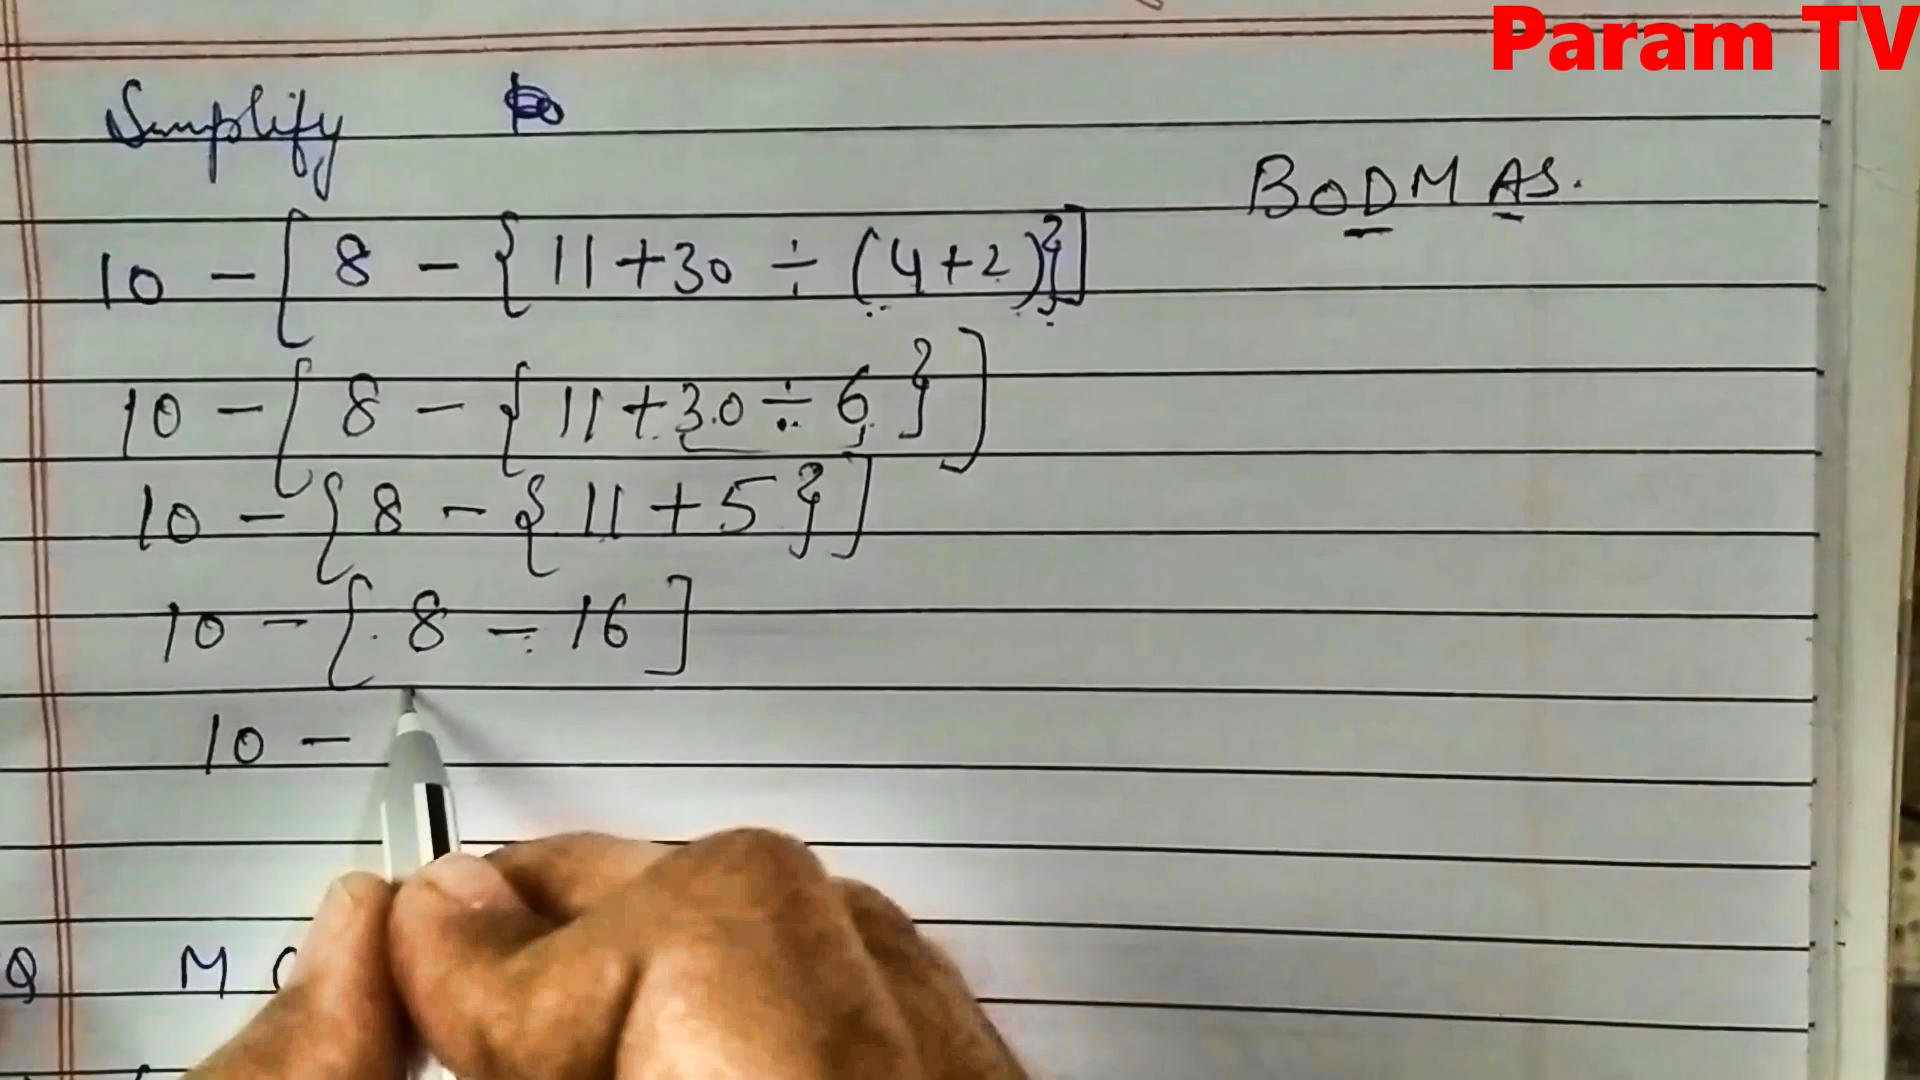 Param TV
Simplify
BODMAS.
10 - [ 8 - { 11 + 30 ÷ (4+2)}]
10 - [ 8 - { 11 + 30 ÷ 6 } ]
10 - { 8 - { 11 + 5 } ]
10 - [ 8 - 16 ]
10 -
Q M